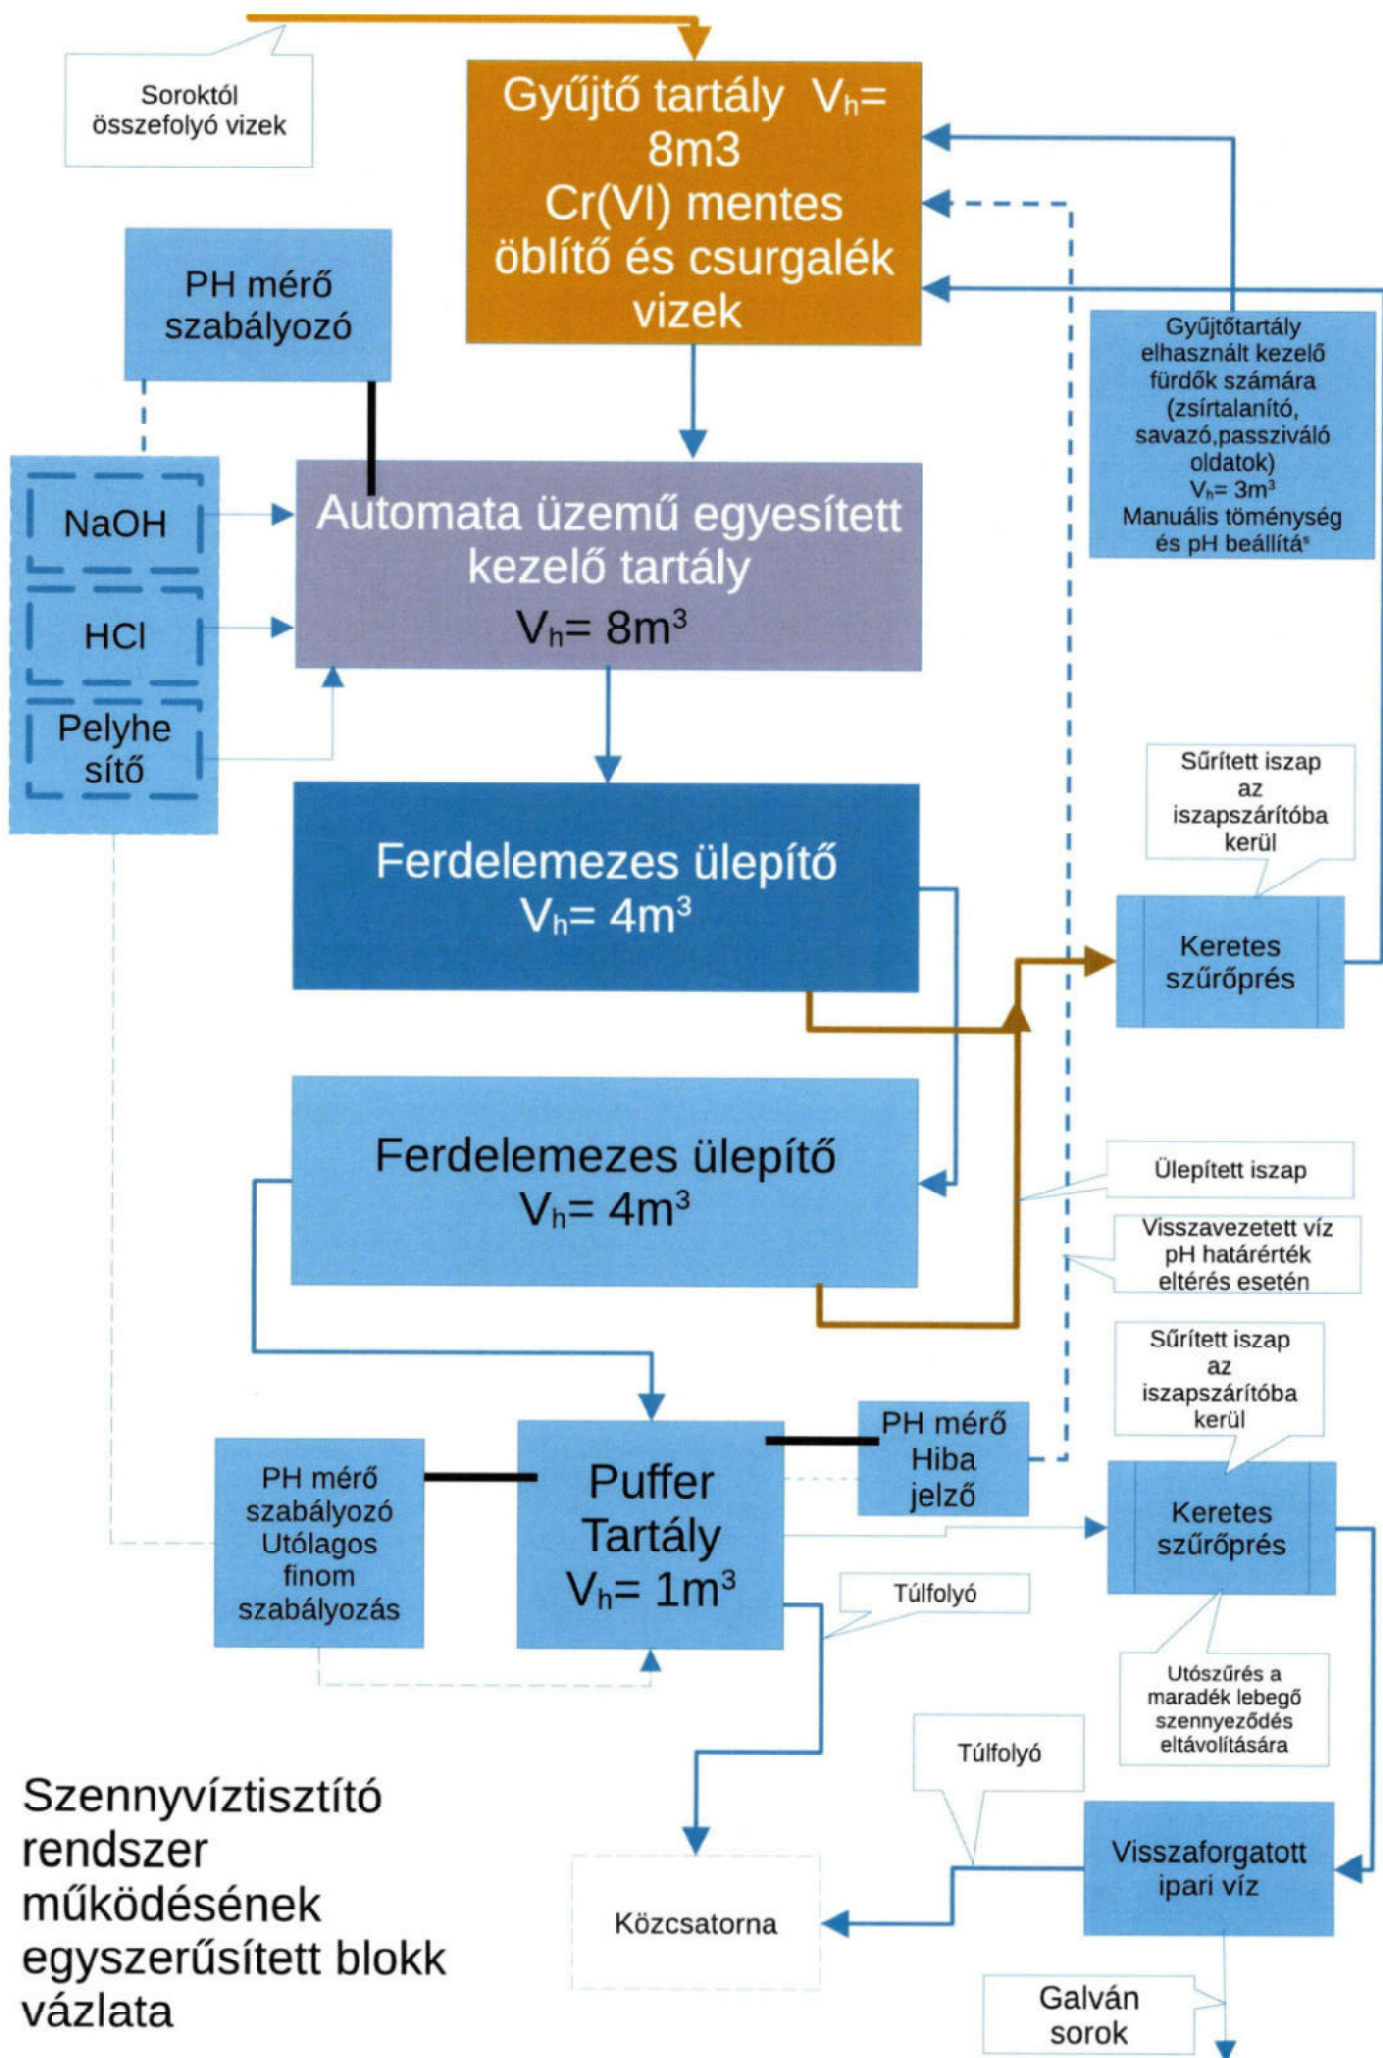 Soroktól
összefolyó vizek
Gyűjtő tartály Vₕ=
8m3
Cr(VI) mentes
öblítő és csurgalék
vizek
PH mérő
szabályozó
Gyűjtőtartály
elhasznált kezelő
fürdők számára
(zsírtalanító,
savazó,passziváló
oldatok)
Vₕ= 3m³
Manuális töménység
és pH beállítás
NaOH
HCl
Pelyhe
sítő
Automata üzemű egyesített
kezelő tartály
Vₕ= 8m³
Sűrített iszap
az
iszapszárítóba
kerül
Ferdelemezes ülepítő
Vₕ= 4m³
Keretes
szűrőprés
Ferdelemezes ülepítő
Vₕ= 4m³
Ülepített iszap
Visszavezetett víz
pH határérték
eltérés esetén
Sűrített iszap
az
iszapszárítóba
kerül
PH mérő
Hiba
jelző
PH mérő
szabályozó
Utólagos
finom
szabályozás
Puffer
Tartály
Vₕ= 1m³
Keretes
szűrőprés
Túlfolyó
Utószűrés a
maradék lebegő
szennyeződés
eltávolítására
Túlfolyó
Szennyvíztisztító
rendszer
működésének
egyszerűsített blokk
vázlata
Visszaforgatott
ipari víz
Közcsatorna
Galván
sorok